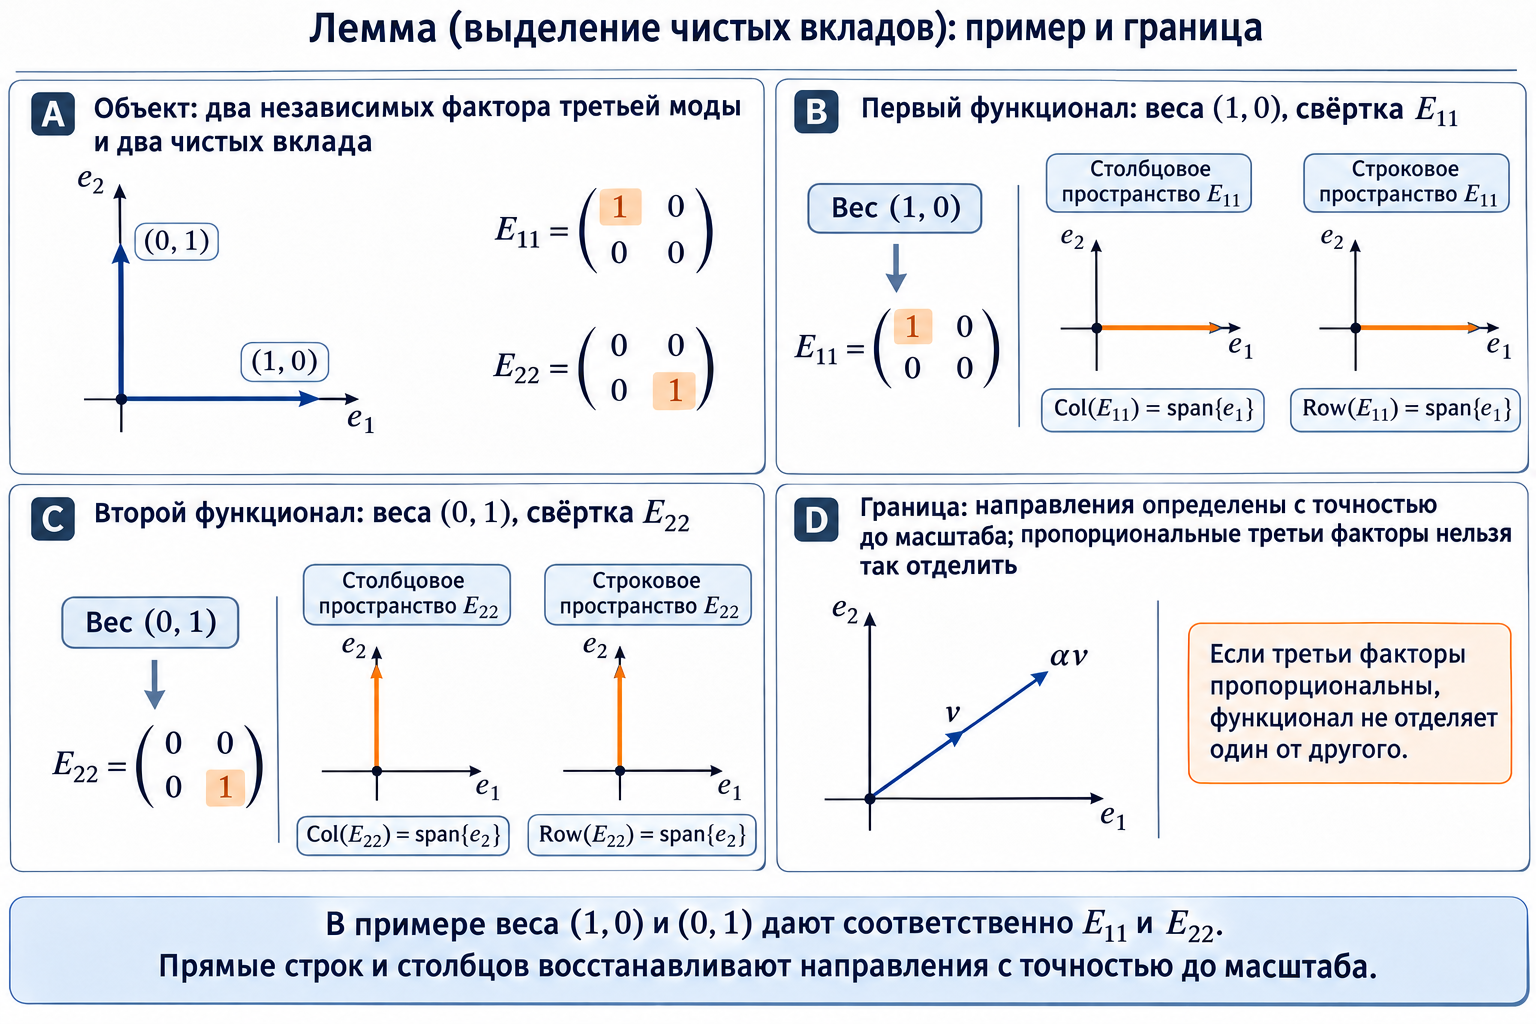 Лемма (выделение чистых вкладов): пример и граница
A
Объект: два независимых фактора третьей моды
и два чистых вклада
e₂
(0, 1)
(1, 0)
e₁
E₁₁ = ( 1 0
0 0 )
E₂₂ = ( 0 0
0 1 )
B
Первый функционал: веса (1, 0), свёртка E₁₁
Вес (1, 0)
E₁₁ = ( 1 0
0 0 )
Столбцовое
пространство E₁₁
e₂
e₁
Col(E₁₁) = span{e₁}
Строковое
пространство E₁₁
e₂
e₁
Row(E₁₁) = span{e₁}
C
Второй функционал: веса (0, 1), свёртка E₂₂
Вес (0, 1)
E₂₂ = ( 0 0
0 1 )
Столбцовое
пространство E₂₂
e₂
e₁
Col(E₂₂) = span{e₂}
Строковое
пространство E₂₂
e₂
e₁
Row(E₂₂) = span{e₂}
D
Граница: направления определены с точностью
до масштаба; пропорциональные третьи факторы нельзя
так отделить
e₂
αv
v
e₁
Если третьи факторы
пропорциональны,
функционал не отделяет
один от другого.
В примере веса (1, 0) и (0, 1) дают соответственно E₁₁ и E₂₂.
Прямые строк и столбцов восстанавливают направления с точностью до масштаба.